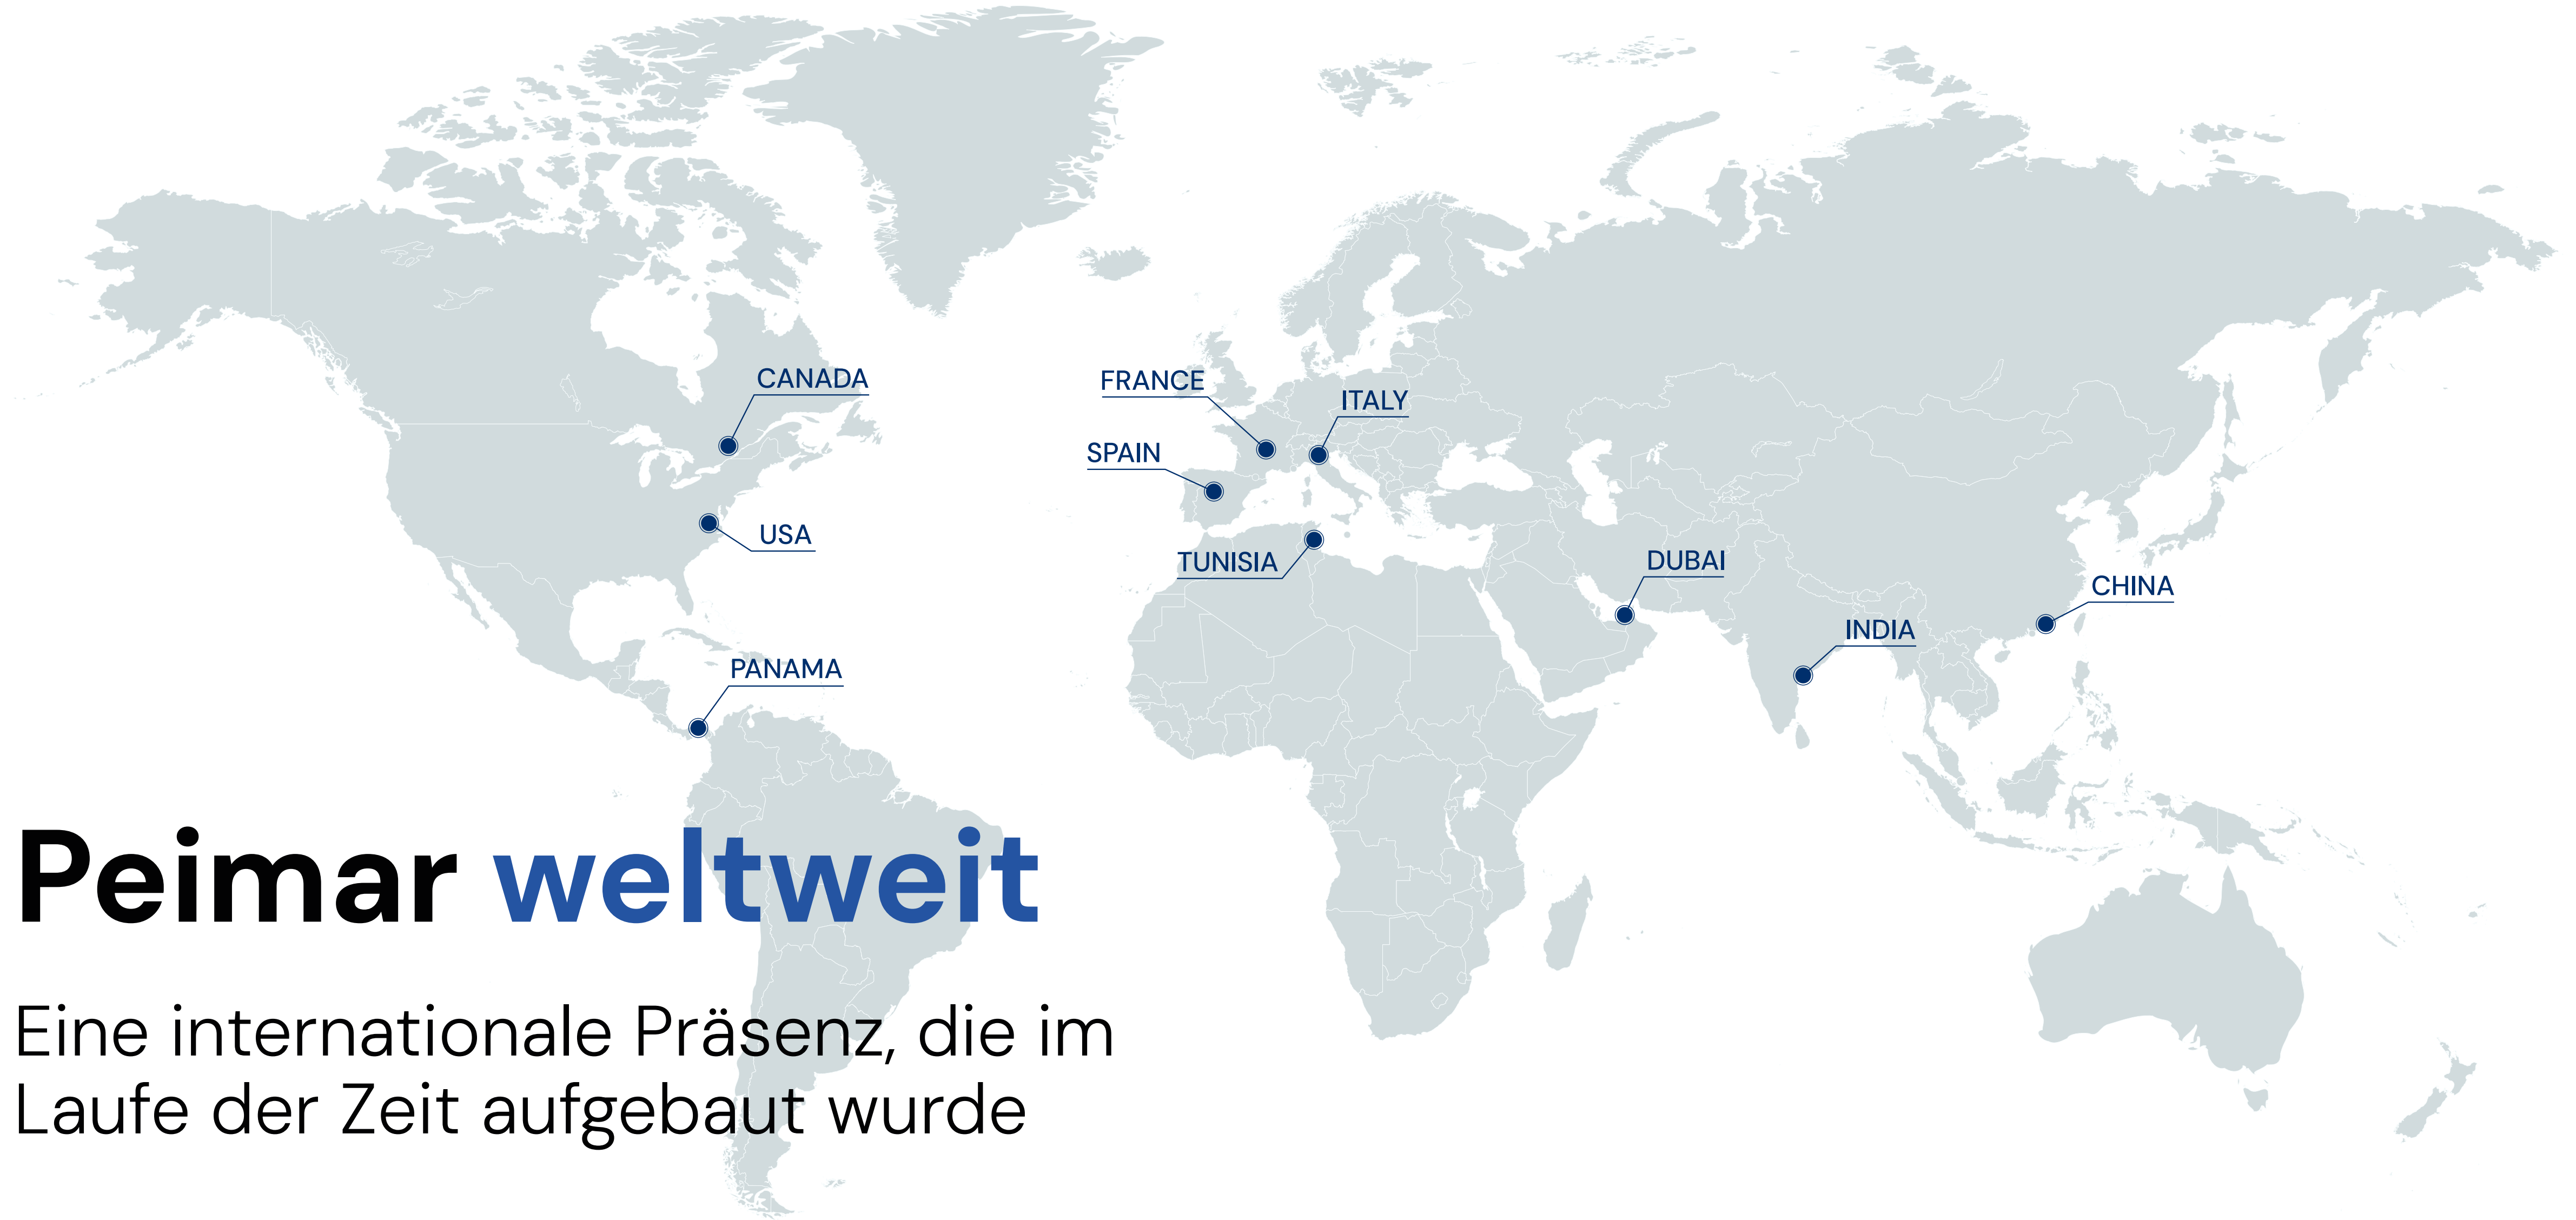 CANADA
FRANCE
ITALY
SPAIN
USA
TUNISIA
DUBAI
CHINA
INDIA
PANAMA
Peimar weltweit
Eine internationale Präsenz, die im
Laufe der Zeit aufgebaut wurde